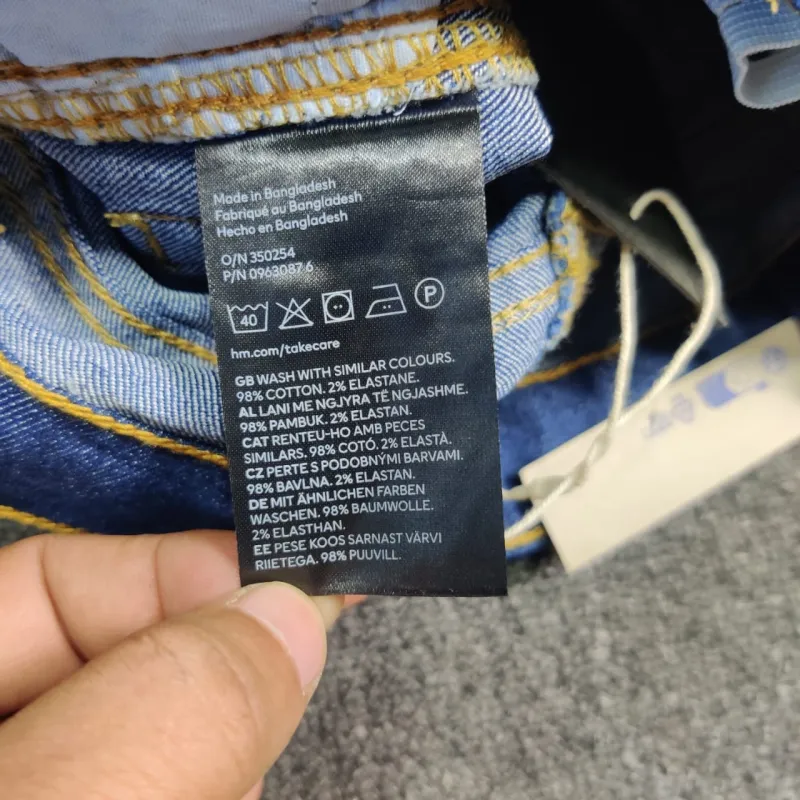 Made in Bangladesh
Fabriqué au Bangladesh
Hecho en Bangladesh
O/N 350254
P/N 0963087 6
40 P
hm.com/takecare
GB WASH WITH SIMILAR COLOURS.
98% COTTON. 2% ELASTANE.
AL LANI ME NGJYRA TË NGJASHME.
98% PAMBUK. 2% ELASTAN.
CAT RENTEU-HO AMB PECES
SIMILARS. 98% COTÓ. 2% ELASTÀ.
CZ PERTE S PODOBNÝMI BARVAMI.
98% BAVLNA. 2% ELASTAN.
DE MIT ÄHNLICHEN FARBEN
WASCHEN. 98% BAUMWOLLE.
2% ELASTHAN.
EE PESE KOOS SARNAST VÄRVI
RIIETEGA. 98% PUUVILL.